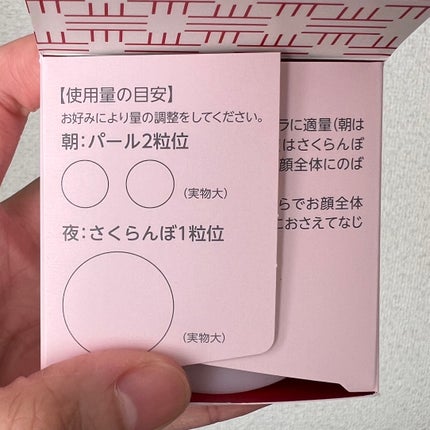 【使用量の目安】
お好みにより量の調整をしてください。
朝：パール2粒位
（実物大）
夜：さくらんぼ1粒位
（実物大）
ラに適量（朝は
はさくらんぼ
顔全体にのば
らでお顔全体
おさえてなじ